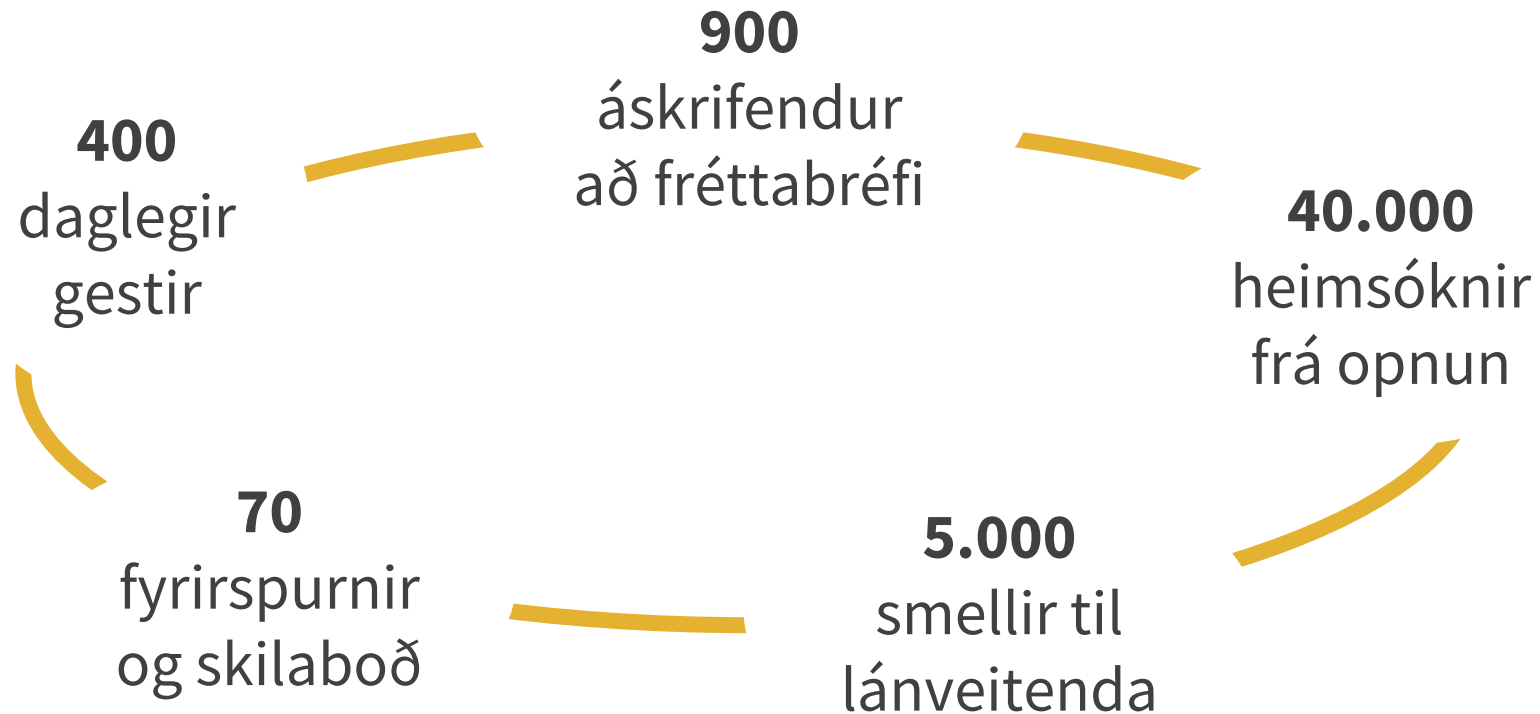 900
áskrifendur
að fréttabréfi
400
daglegir
gestir
40.000
heimsóknir
frá opnun
70
fyrirspurnir
og skilaboð
5.000
smellir til
lánveitenda